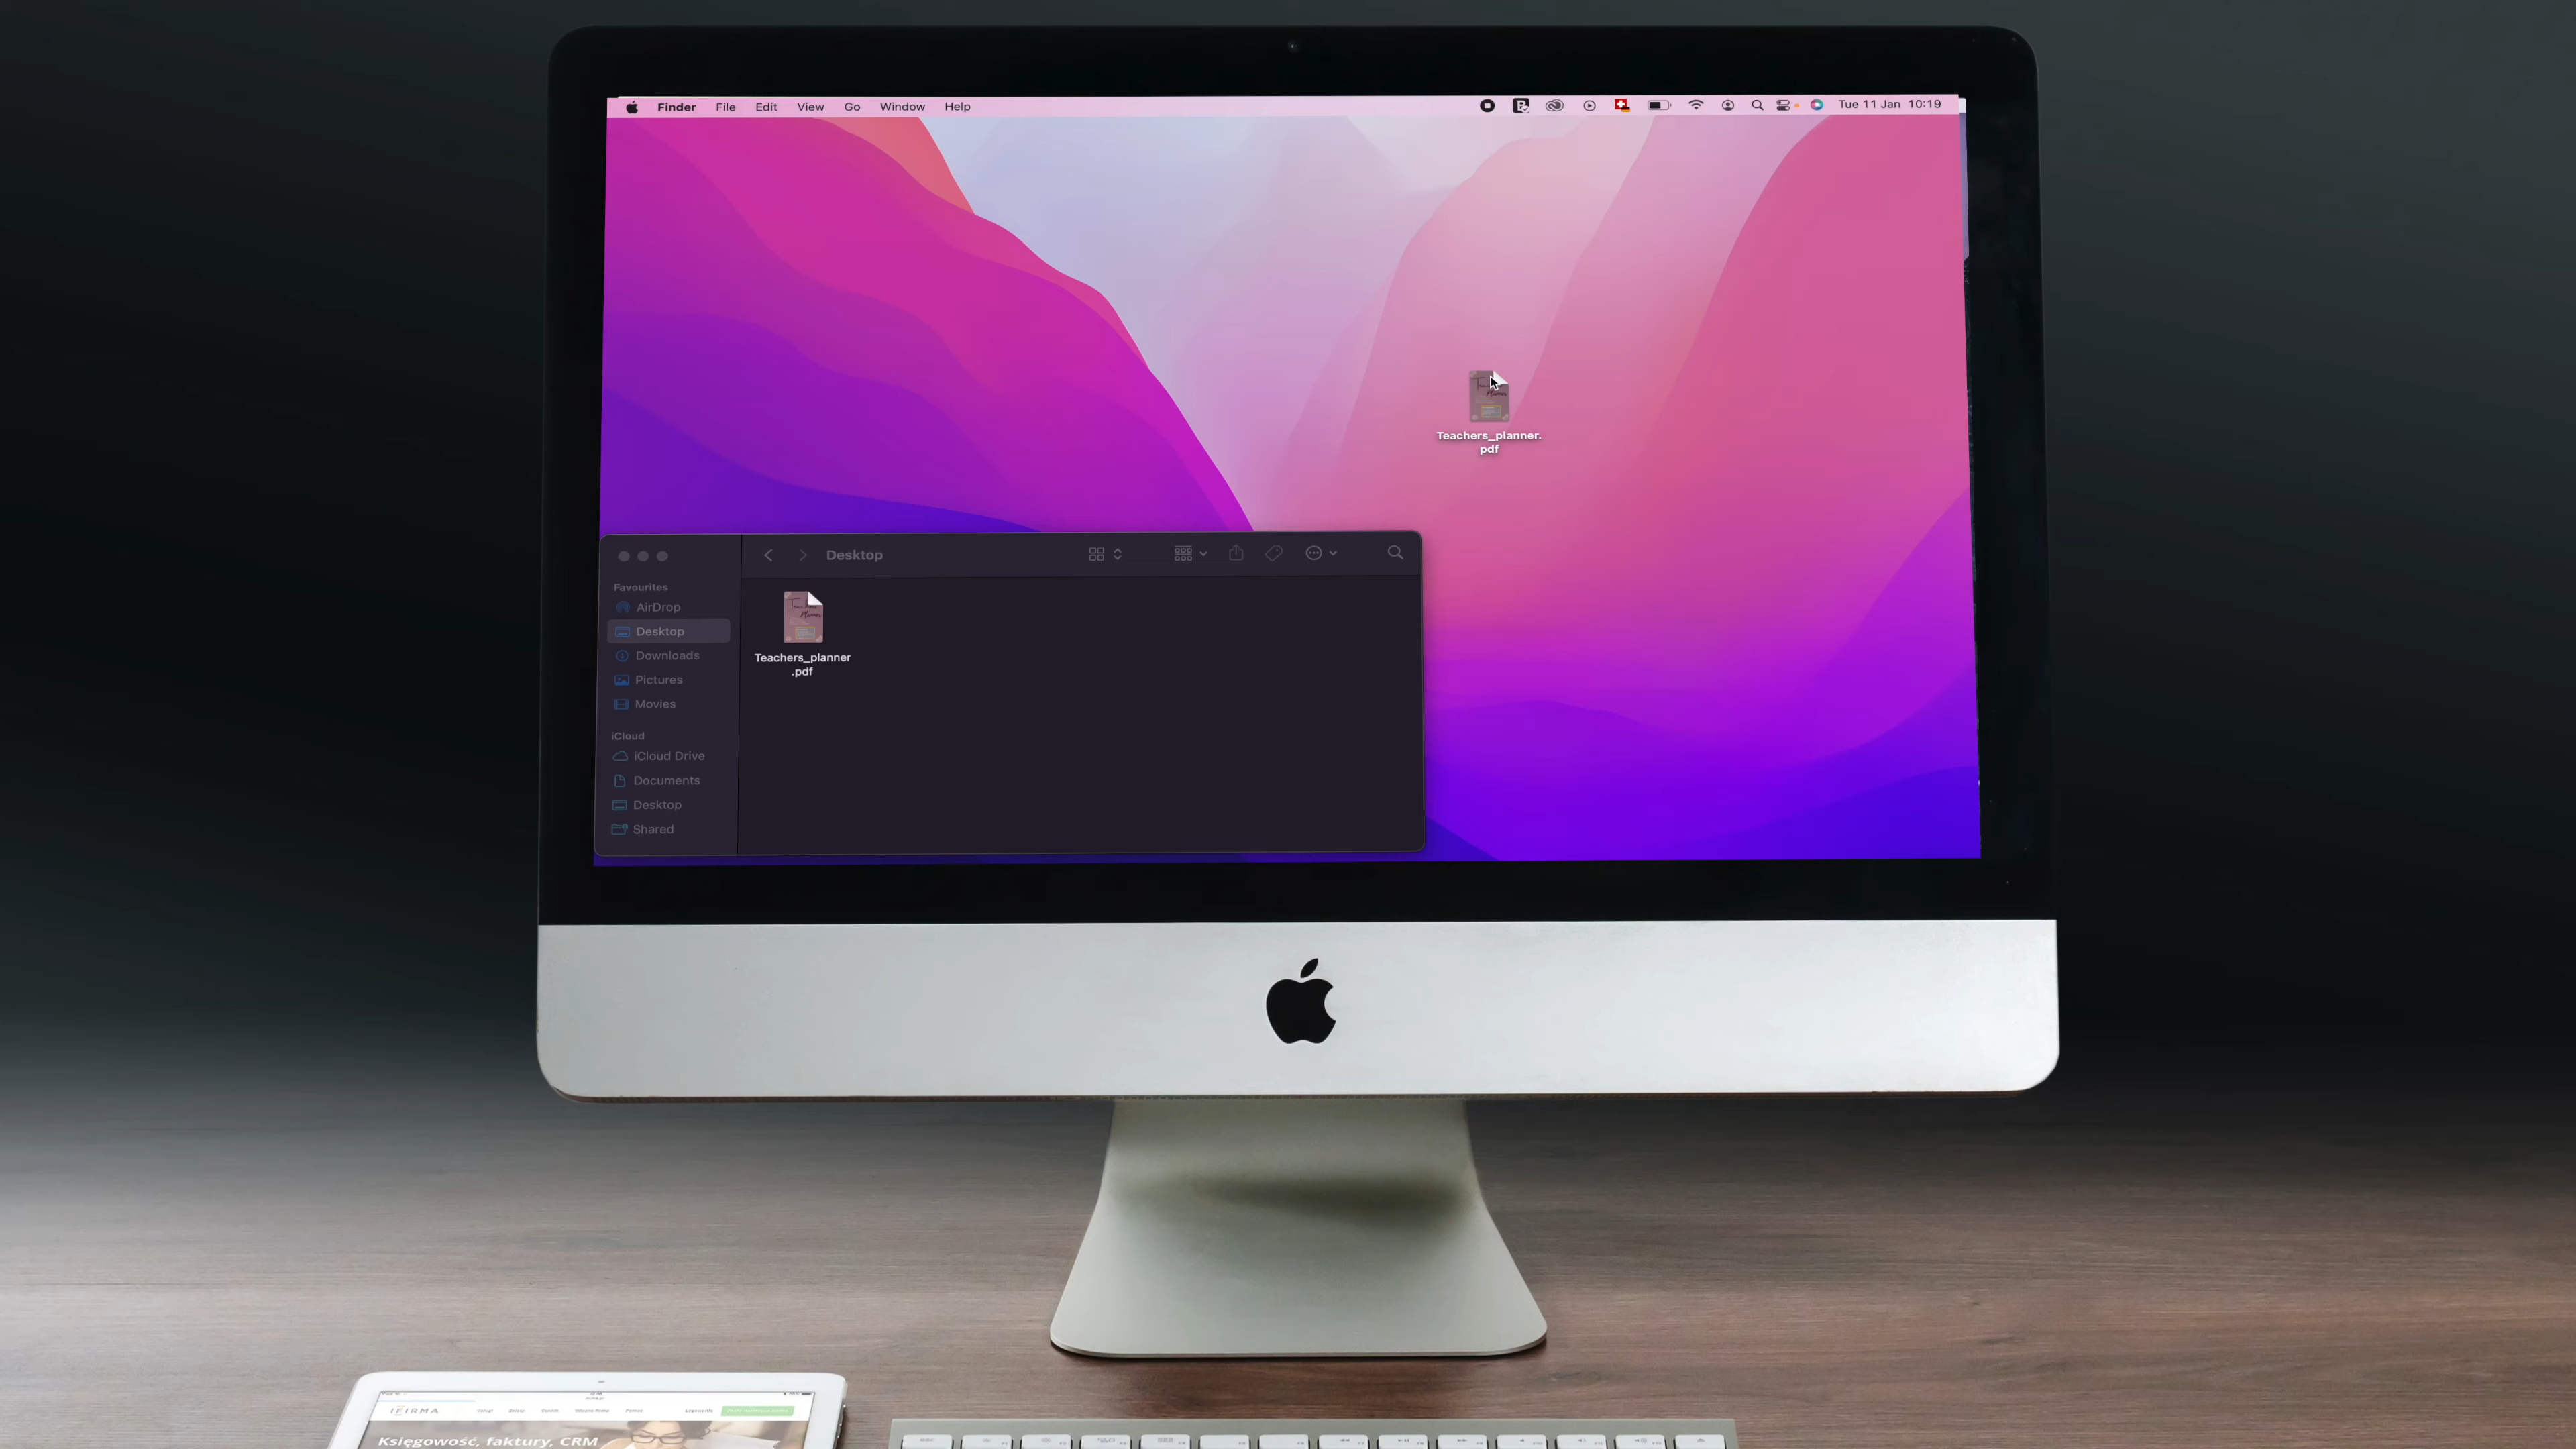 Finder File Edit View Go Window Help Tue 11 Jan 10:19
Teachers_planner.
pdf
Desktop
Favourites
AirDrop
Desktop
Downloads
Pictures
Movies
iCloud
iCloud Drive
Documents
Desktop
Shared
Teachers_planner
.pdf
IFIRMA
Księgowość, faktury, CRM